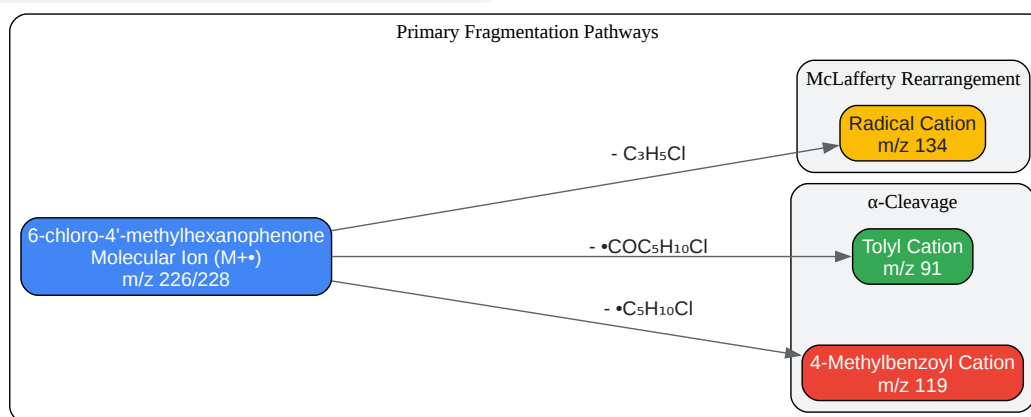 Primary Fragmentation Pathways
McLafferty Rearrangement
Radical Cation
m/z 134
- C₃H₅Cl
α-Cleavage
6-chloro-4'-methylhexanophenone
Molecular Ion (M+•)
m/z 226/228
- •COC₅H₁₀Cl
Tolyl Cation
m/z 91
- •C₅H₁₀Cl
4-Methylbenzoyl Cation
m/z 119